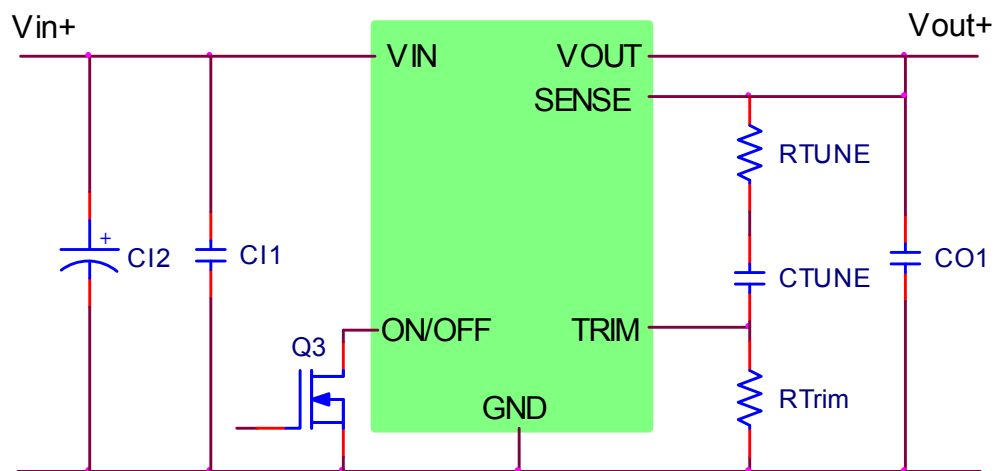 Vin+
Vout+
VIN
VOUT
SENSE
RTUNE
+
CI2
CI1
CTUNE
CO1
ON/OFF
TRIM
Q3
RTrim
GND